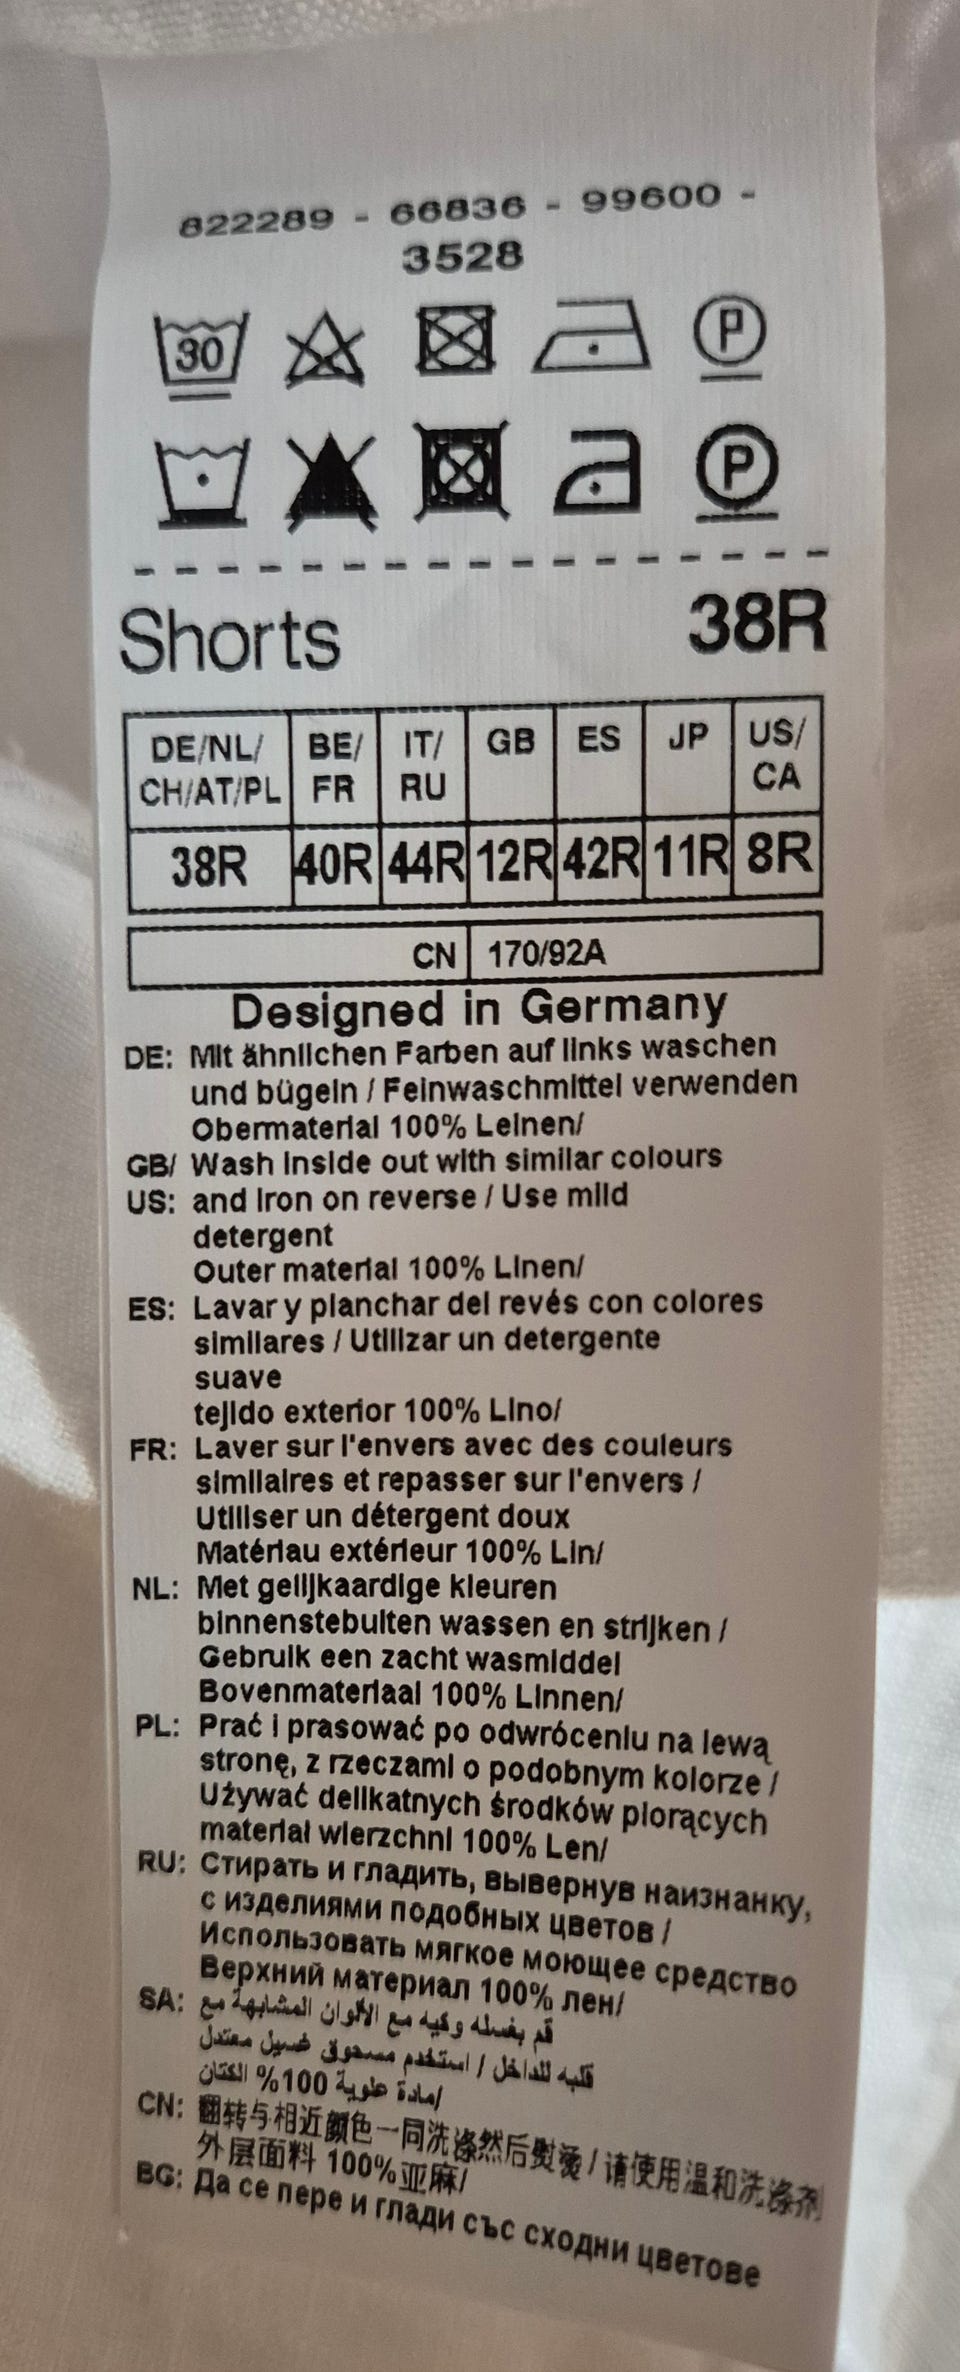 822289 - 66836 - 99600 -
3528
30
P
P
Shorts 38R
DE/NL/ BE/ IT/ GB ES JP US/
CH/AT/PL FR RU CA
38R 40R 44R 12R 42R 11R 8R
CN 170/92A
Designed in Germany
DE: Mit ähnlichen Farben auf links waschen
und bügeln / Feinwaschmittel verwenden
Obermaterial 100% Leinen/
GB/ Wash inside out with similar colours
US: and iron on reverse / Use mild
detergent
Outer material 100% Linen/
ES: Lavar y planchar del revés con colores
similares / Utilizar un detergente
suave
tejido exterior 100% Lino/
FR: Laver sur l'envers avec des couleurs
similaires et repasser sur l'envers /
Utiliser un détergent doux
Matériau extérieur 100% Lin/
NL: Met gelijkaardige kleuren
binnenstebuiten wassen en strijken /
Gebruik een zacht wasmiddel
Bovenmateriaal 100% Linnen/
PL: Prać i prasować po odwróceniu na lewą
stronę, z rzeczami o podobnym kolorze /
Używać delikatnych środków piorących
materiał wierzchni 100% Len/
RU: Стирать и гладить, вывернув наизнанку,
с изделиями подобных цветов /
Использовать мягкое моющее средство
Верхний материал 100% лен/
SA: قم بغسله وكيه مع الألوان المشابهة مع
قلبه للداخل / استخدم مسحوق غسيل معتدل
مادة علوية 100% الكتان/
CN: 翻转与相近颜色一同洗涤然后熨烫 / 请使用温和洗涤剂
外层面料 100% 亚麻/
BG: Да се пере и глади със сходни цветове